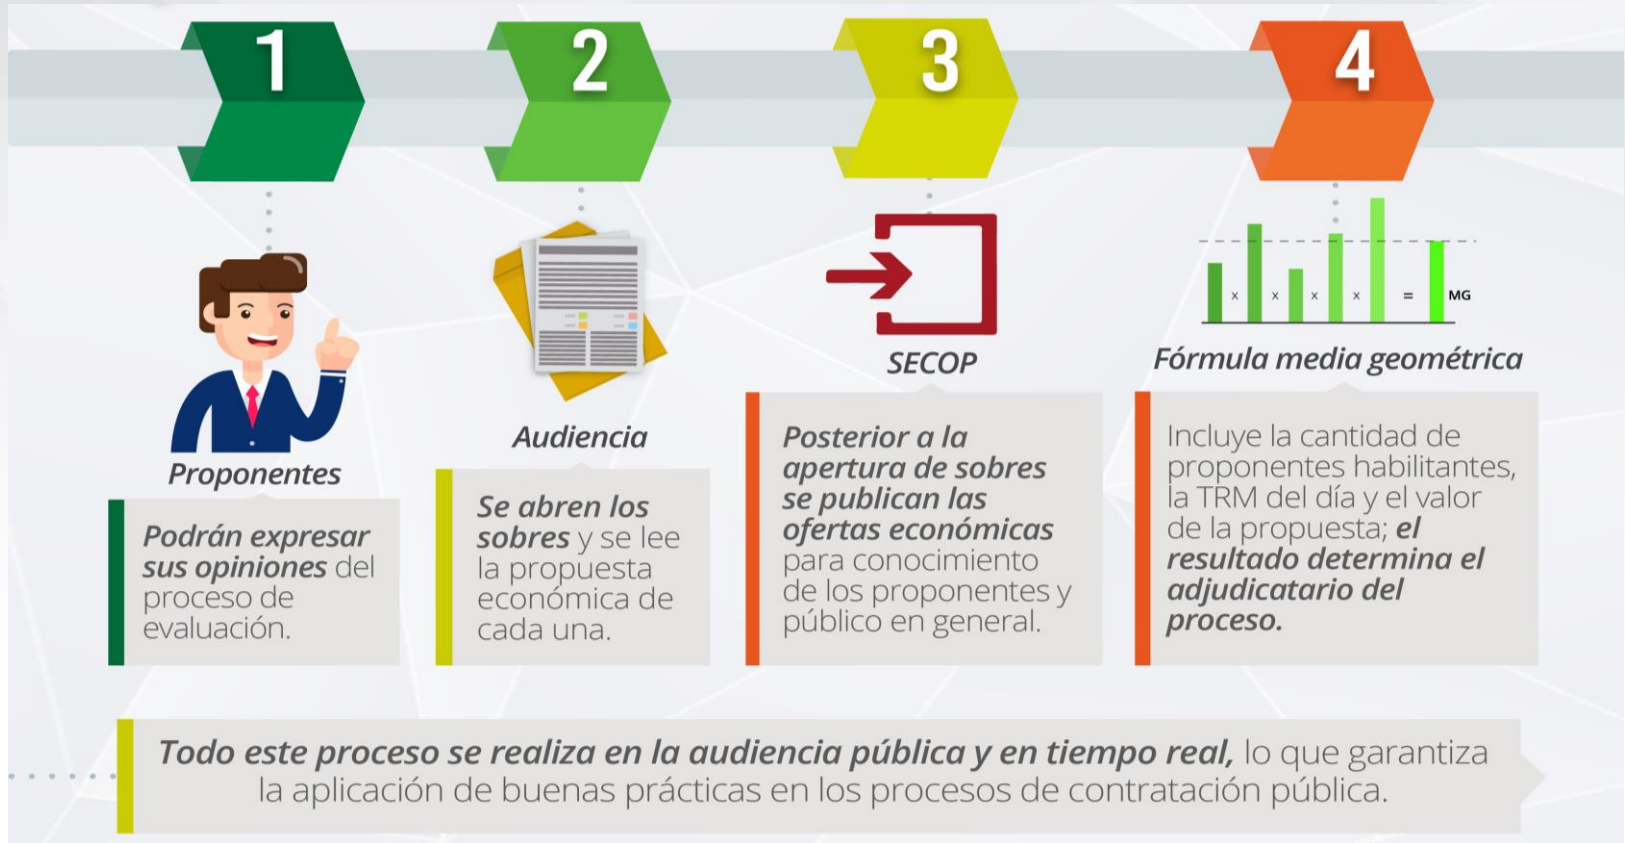 1
2
3
4
Proponentes
Podrán expresar
sus opiniones del
proceso de
evaluación.
Audiencia
Se abren los
sobres y se lee
la propuesta
económica de
cada una.
SECOP
Posterior a la
apertura de sobres
se publican las
ofertas económicas
para conocimiento
de los proponentes y
público en general.
x x x x = MG
Fórmula media geométrica
Incluye la cantidad de
proponentes habilitantes,
la TRM del día y el valor
de la propuesta; el
resultado determina el
adjudicatario del
proceso.
Todo este proceso se realiza en la audiencia pública y en tiempo real, lo que garantiza
la aplicación de buenas prácticas en los procesos de contratación pública.